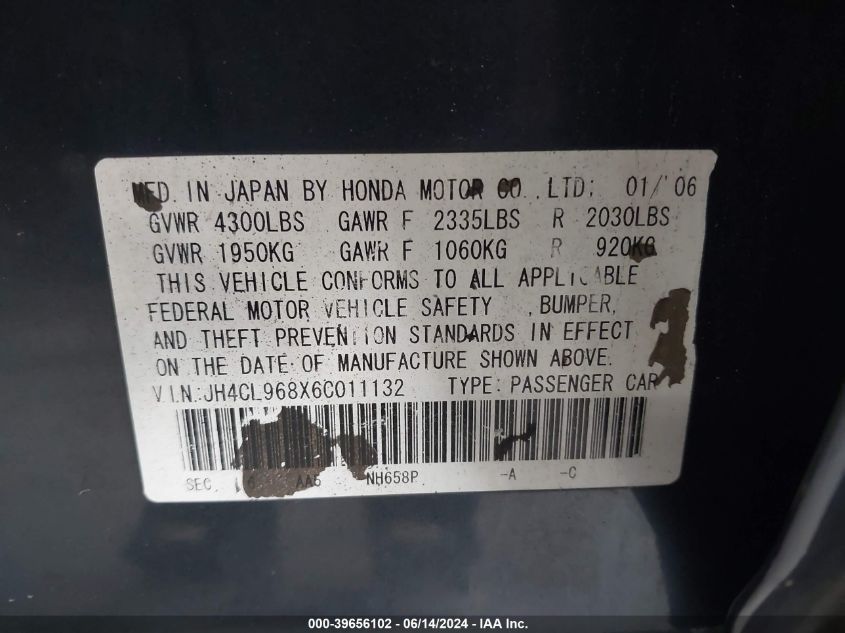 MFD. IN JAPAN BY HONDA MOTOR CO., LTD; 01/'06
GVWR 4300LBS GAWR F 2335LBS R 2030LBS
GVWR 1950KG GAWR F 1060KG R 920KG
THIS VEHICLE CONFORMS TO ALL APPLICABLE
FEDERAL MOTOR VEHICLE SAFETY , BUMPER,
AND THEFT PREVENTION STANDARDS IN EFFECT
ON THE DATE OF MANUFACTURE SHOWN ABOVE.
V.I.N.:JH4CL968X6C011132 TYPE: PASSENGER CAR
SEC. NH658P -A -C
000-39656102 - 06/14/2024 - IAA Inc.